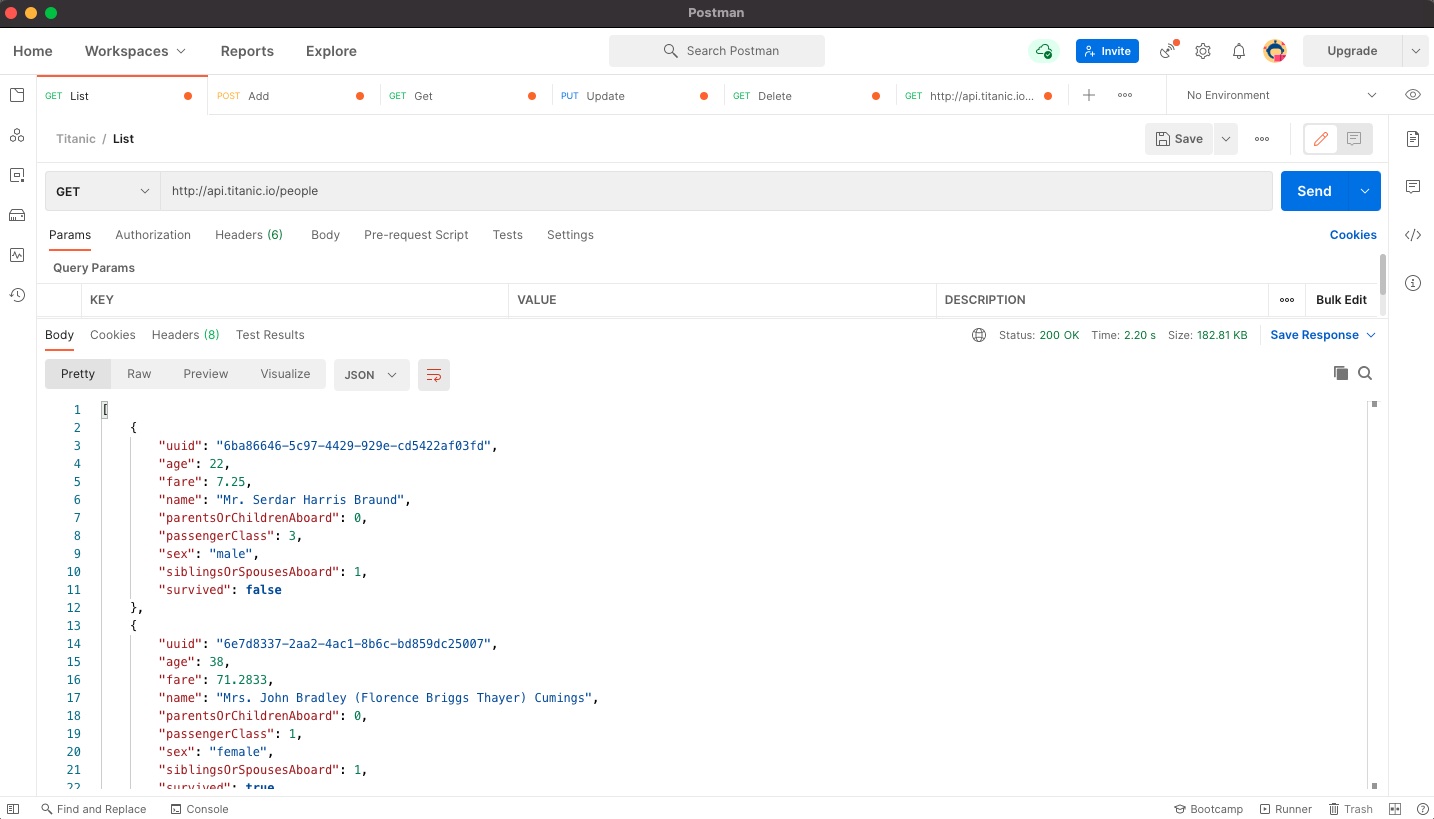 Postman
Home Workspaces Reports Explore Search Postman Invite Upgrade
GET List POST Add GET Get PUT Update GET Delete GET http://api.titanic.io... No Environment
Titanic / List Save
GET http://api.titanic.io/people Send
Params Authorization Headers (6) Body Pre-request Script Tests Settings Cookies
Query Params
KEY VALUE DESCRIPTION Bulk Edit
Body Cookies Headers (8) Test Results Status: 200 OK Time: 2.20 s Size: 182.81 KB Save Response
Pretty Raw Preview Visualize JSON
1 [
2 {
3 "uuid": "6ba86646-5c97-4429-929e-cd5422af03fd",
4 "age": 22,
5 "fare": 7.25,
6 "name": "Mr. Serdar Harris Braund",
7 "parentsOrChildrenAboard": 0,
8 "passengerClass": 3,
9 "sex": "male",
10 "siblingsOrSpousesAboard": 1,
11 "survived": false
12 },
13 {
14 "uuid": "6e7d8337-2aa2-4ac1-8b6c-bd859dc25007",
15 "age": 38,
16 "fare": 71.2833,
17 "name": "Mrs. John Bradley (Florence Briggs Thayer) Cumings",
18 "parentsOrChildrenAboard": 0,
19 "passengerClass": 1,
20 "sex": "female",
21 "siblingsOrSpousesAboard": 1,
22 "survived": true
Find and Replace Console Bootcamp Runner Trash